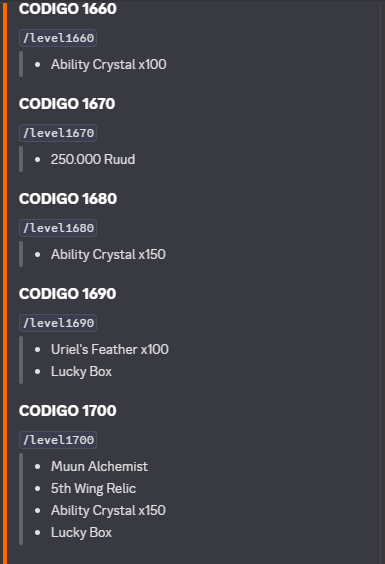 CODIGO 1660
/level1660
• Ability Crystal x100
CODIGO 1670
/level1670
• 250.000 Ruud
CODIGO 1680
/level1680
• Ability Crystal x150
CODIGO 1690
/level1690
• Uriel's Feather x100
• Lucky Box
CODIGO 1700
/level1700
• Muun Alchemist
• 5th Wing Relic
• Ability Crystal x150
• Lucky Box